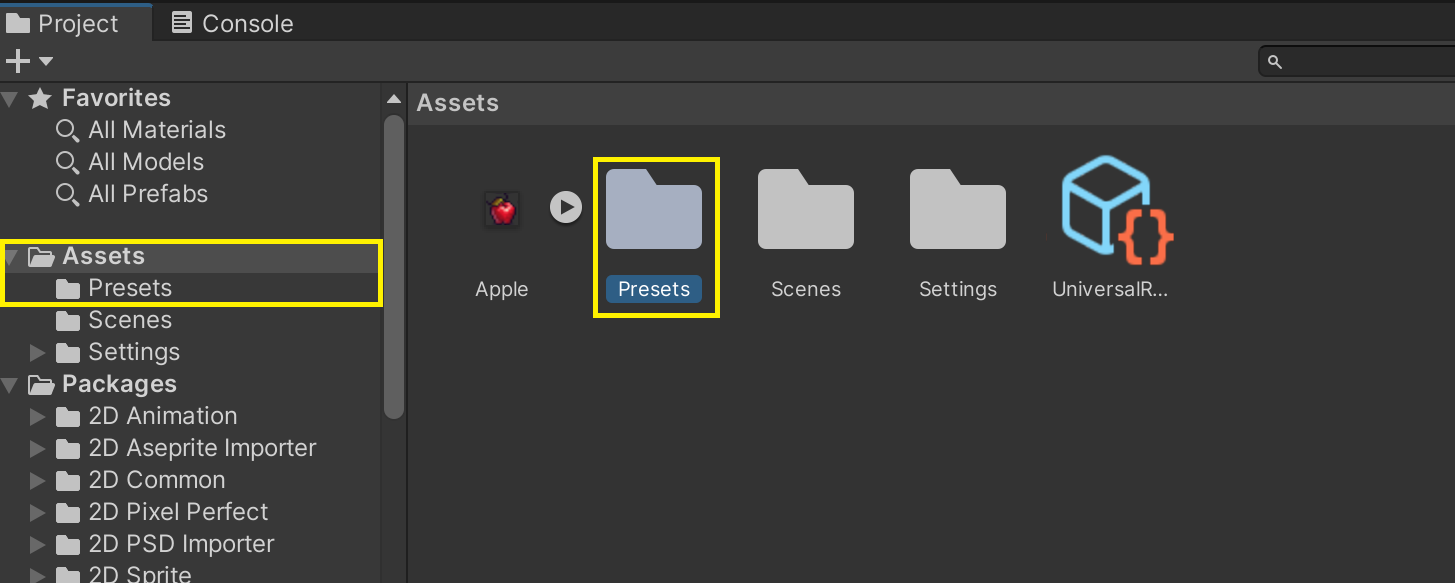 Project
Console
Favorites
All Materials
All Models
All Prefabs
Assets
Presets
Scenes
Settings
Packages
2D Animation
2D Aseprite Importer
2D Common
2D Pixel Perfect
2D PSD Importer
2D Sprite
Assets
Apple
Presets
Scenes
Settings
UniversalR...